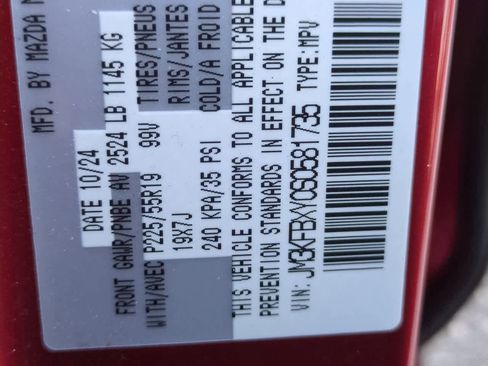 MFD. BY MAZDA
DATE 10/24
FRONT GAWR/PNBE AV 2524 LB 1145 KG
WITH/AVEC P225/55R19 99V TIRES/PNEUS
19X7J RIMS/JANTES
240 KPA/35 PSI COLD/A FROID
THIS VEHICLE CONFORMS TO ALL APPLICABLE
PREVENTION STANDARDS IN EFFECT ON THE D
VIN: JM3KFBXY0S0581735 TYPE: MPV